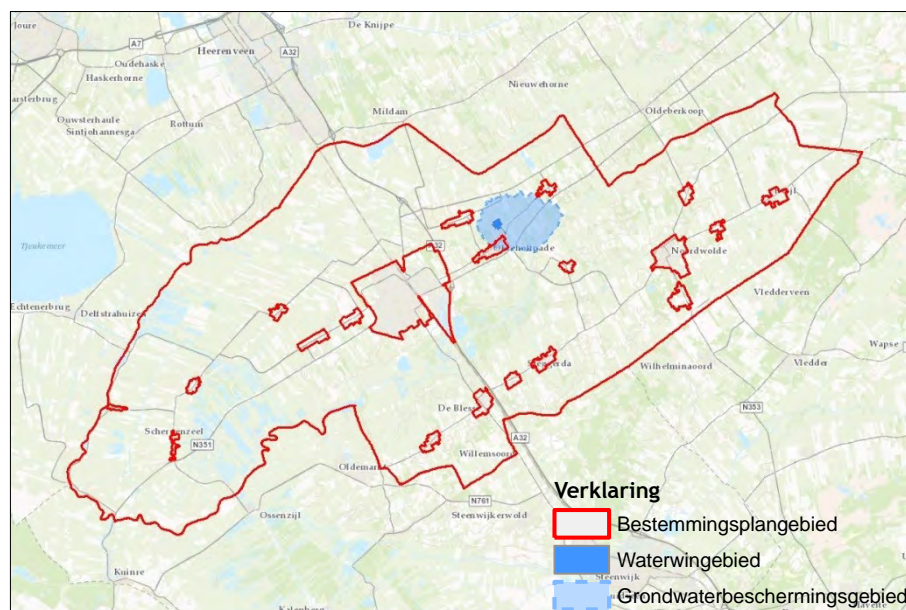 De Knijpe
Joure
A7
A32
Heerenveen
Oudehaske
Haskerhorne
Nieuwehorne
Oldeberkoop
Mildam
Ouwsterhaule
Rottum
Sintjohannesga
Tjeukemeer
A32
Noordwolde
Vledderveen
Echtenerbrug
Delfstrahuizen
Wapse
Vledder
Wilhelminaoord
De Bles
N353
Scherpenzeel
N351
A32
Willemsoord
Oldemarkt
N761
Steenwijkerwold
Ossenzijl
Kuinre
Kalenberg
Steenwijk
Verklaring
Bestemmingsplangebied
Waterwingebied
Grondwaterbeschermingsgebied